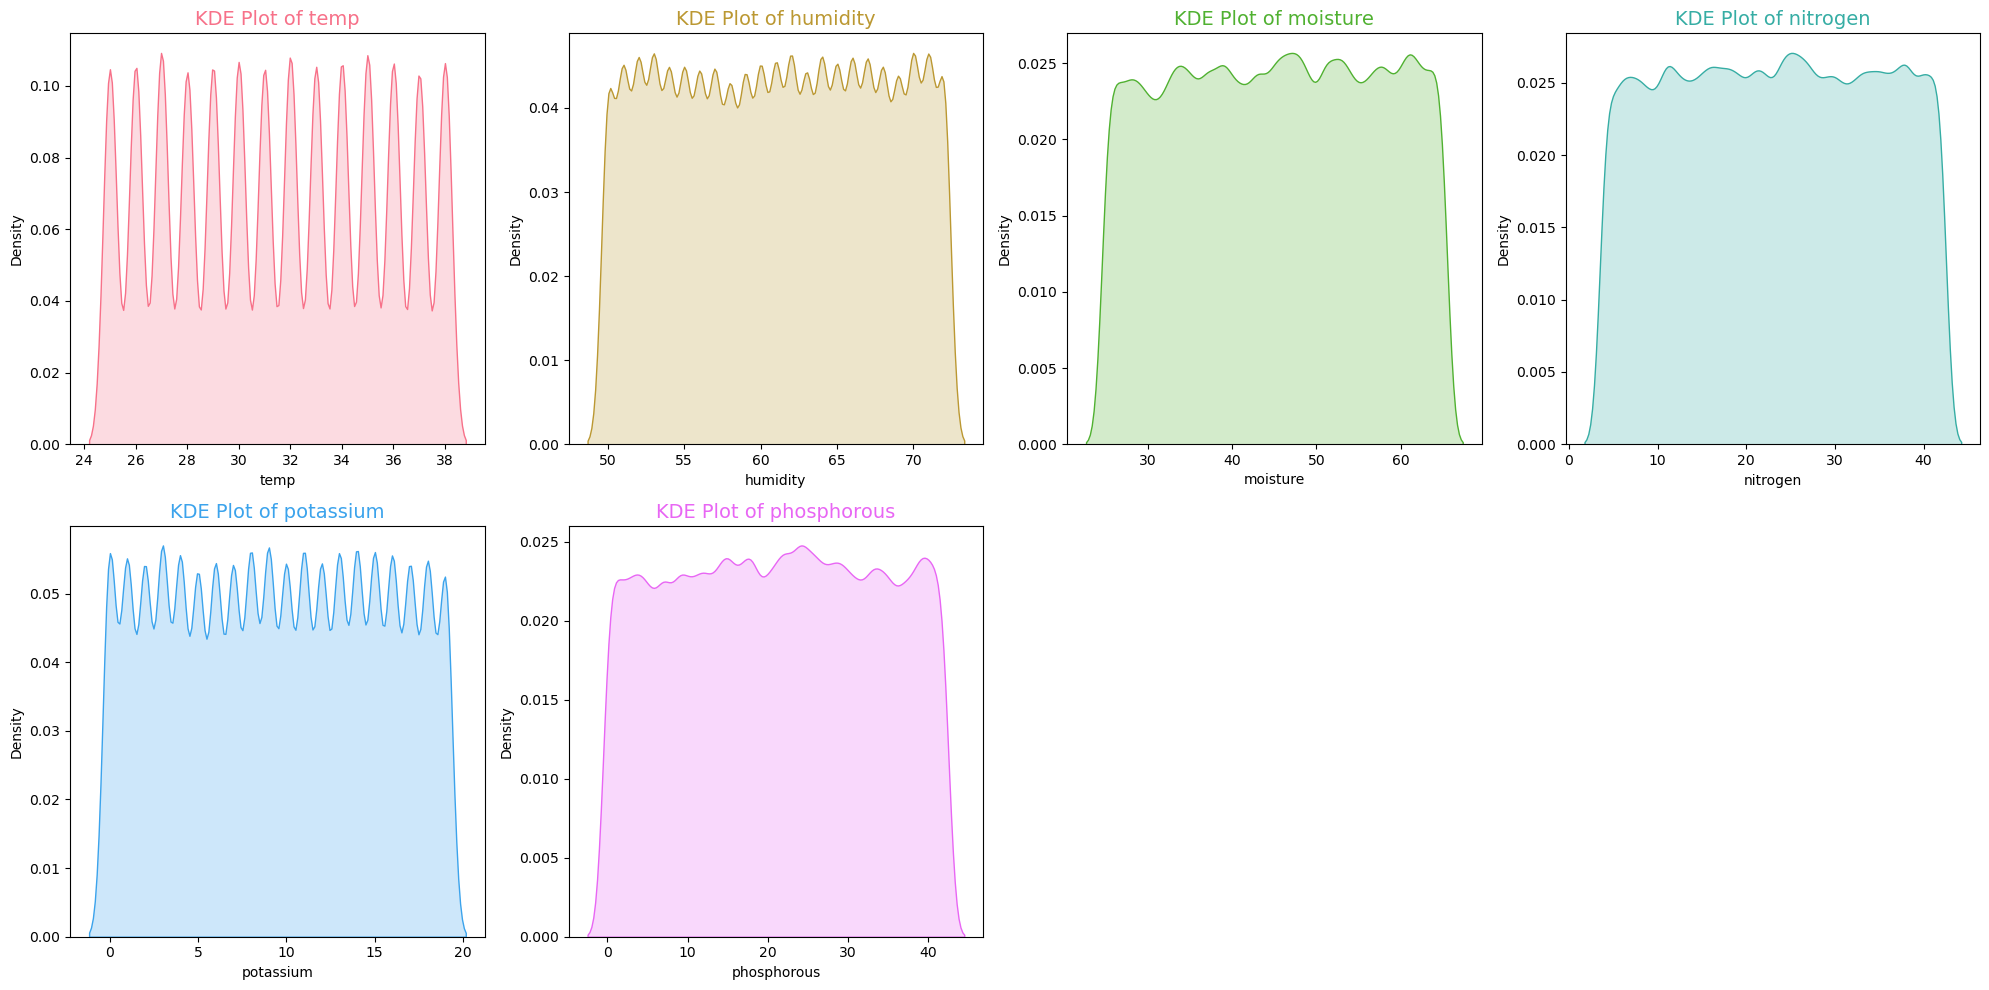 KDE Plot of temp
0.10
0.08
0.06
0.04
0.02
0.00
Density
24 26 28 30 32 34 36 38
temp
KDE Plot of humidity
0.04
0.03
0.02
0.01
0.00
Density
50 55 60 65 70
humidity
KDE Plot of moisture
0.025
0.020
0.015
0.010
0.005
0.000
Density
30 40 50 60
moisture
KDE Plot of nitrogen
0.025
0.020
0.015
0.010
0.005
0.000
Density
0 10 20 30 40
nitrogen
KDE Plot of potassium
0.05
0.04
0.03
0.02
0.01
0.00
Density
0 5 10 15 20
potassium
KDE Plot of phosphorous
0.025
0.020
0.015
0.010
0.005
0.000
Density
0 10 20 30 40
phosphorous